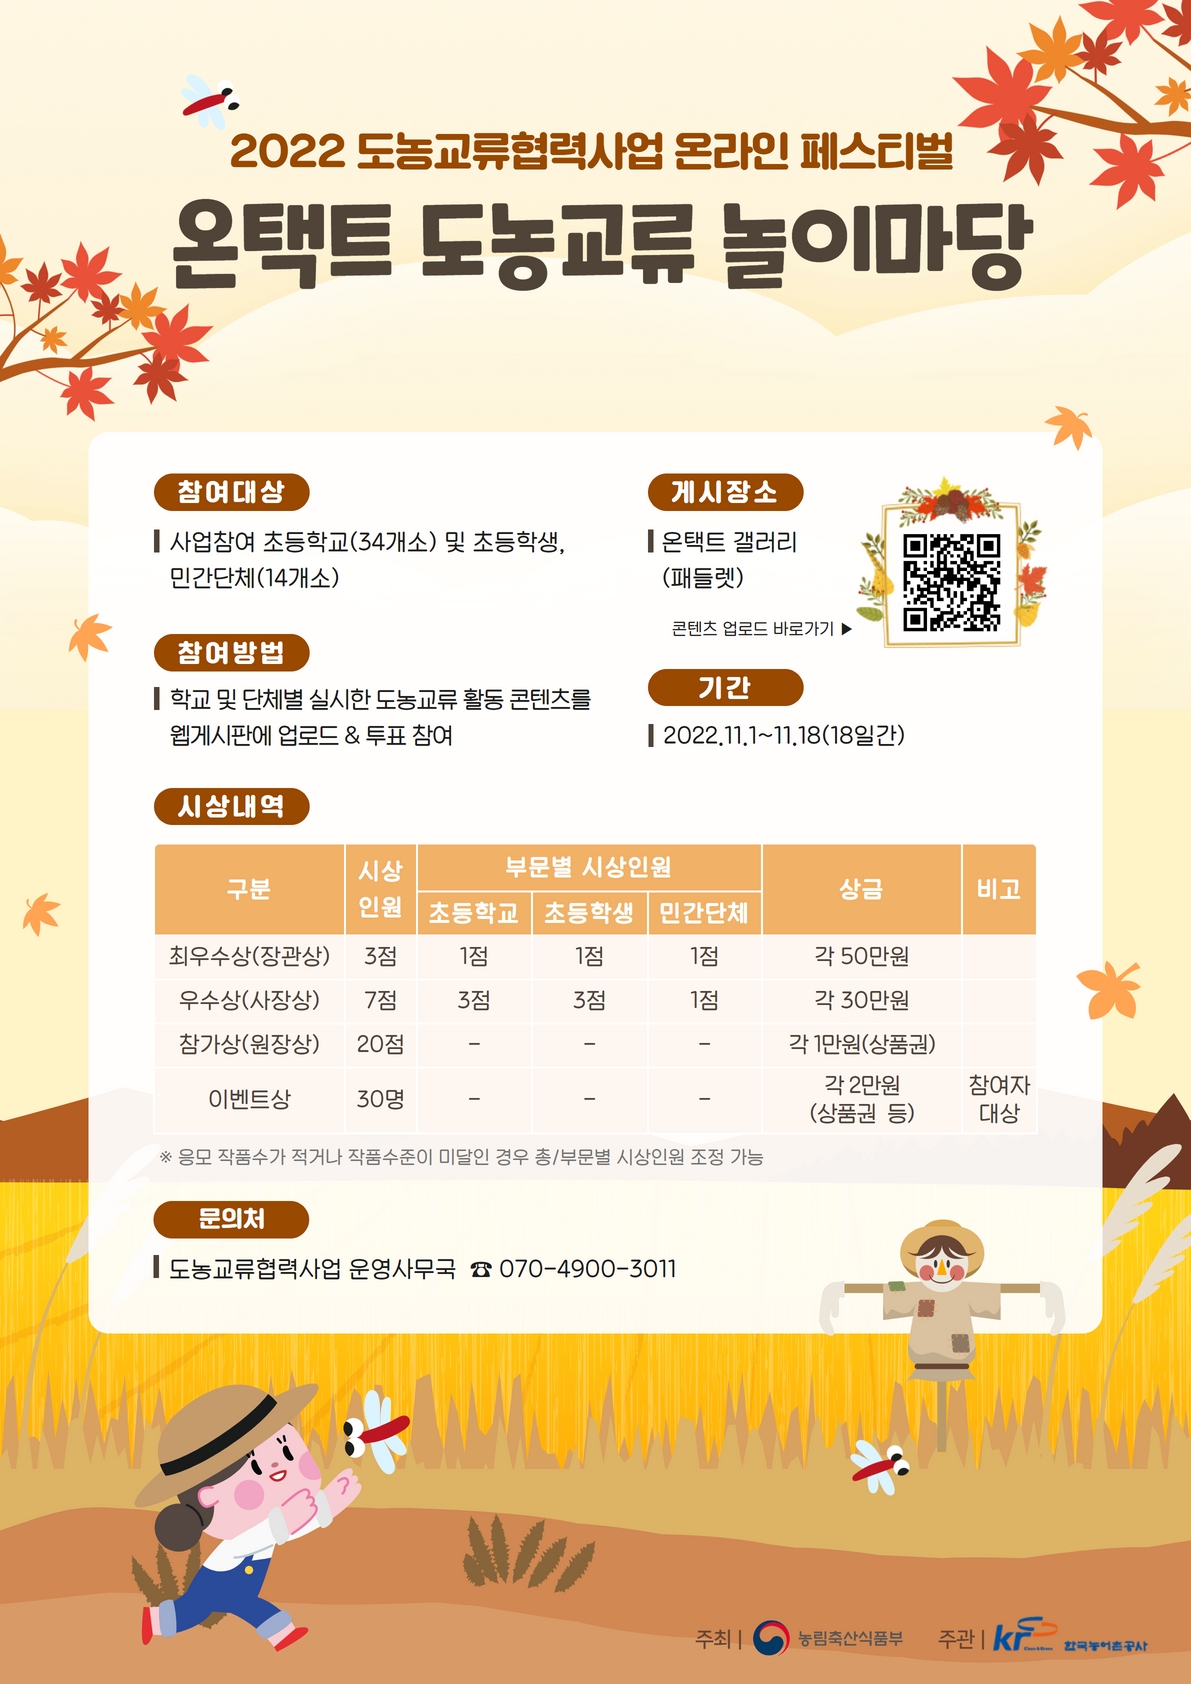 2022 도농교류협력사업 온라인 페스티벌
온택트 도농교류 놀이마당
참여대상
사업참여 초등학교(34개소) 및 초등학생,
민간단체(14개소)
게시장소
온택트 갤러리
(패들렛)
콘텐츠 업로드 바로가기 ▶
참여방법
학교 및 단체별 실시한 도농교류 활동 콘텐츠를
웹게시판에 업로드 & 투표 참여
기간
2022.11.1~11.18(18일간)
시상내역
구분 시상 인원 부문별 시상인원 상금 비고
초등학교 초등학생 민간단체
최우수상(장관상) 3점 1점 1점 1점 각 50만원
우수상(사장상) 7점 3점 3점 1점 각 30만원
참가상(원장상) 20점 - - - 각 1만원(상품권)
이벤트상 30명 - - - 각 2만원 (상품권 등) 참여자 대상
※ 응모 작품수가 적거나 작품수준이 미달인 경우 총/부문별 시상인원 조정 가능
문의처
도농교류협력사업 운영사무국 ☎ 070-4900-3011
주최 | 농림축산식품부 주관 | kr 한국농어촌공사